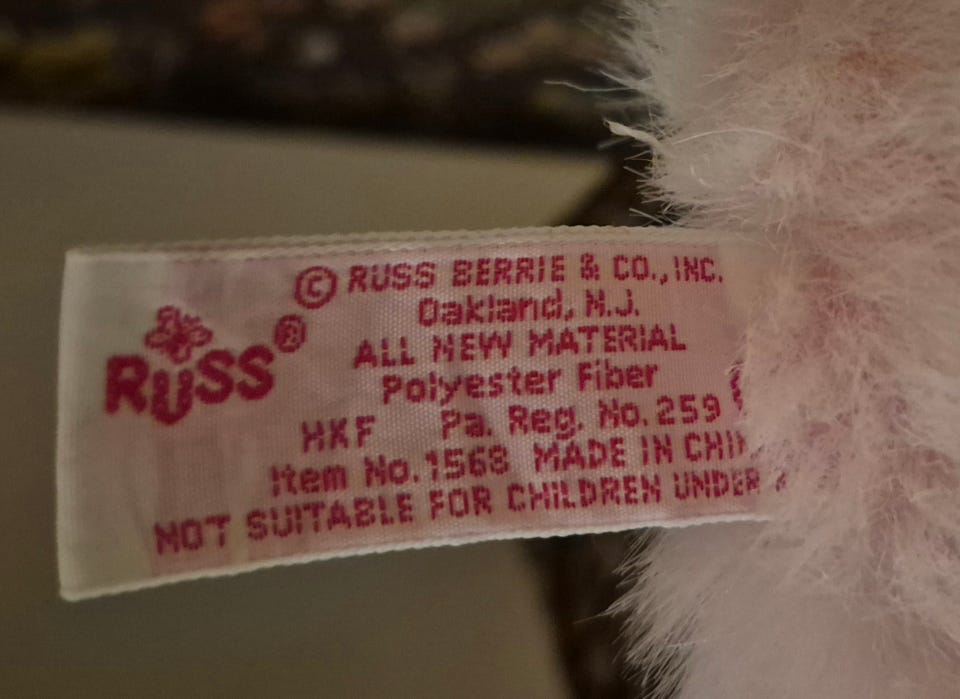 © RUSS BERRIE & CO., INC.
Oakland, N.J.
RUSS ®
ALL NEW MATERIAL
Polyester Fiber
HKF Pa. Reg. No. 259
Item No. 1568 MADE IN
NOT SUITABLE FOR CHILDREN UNDER